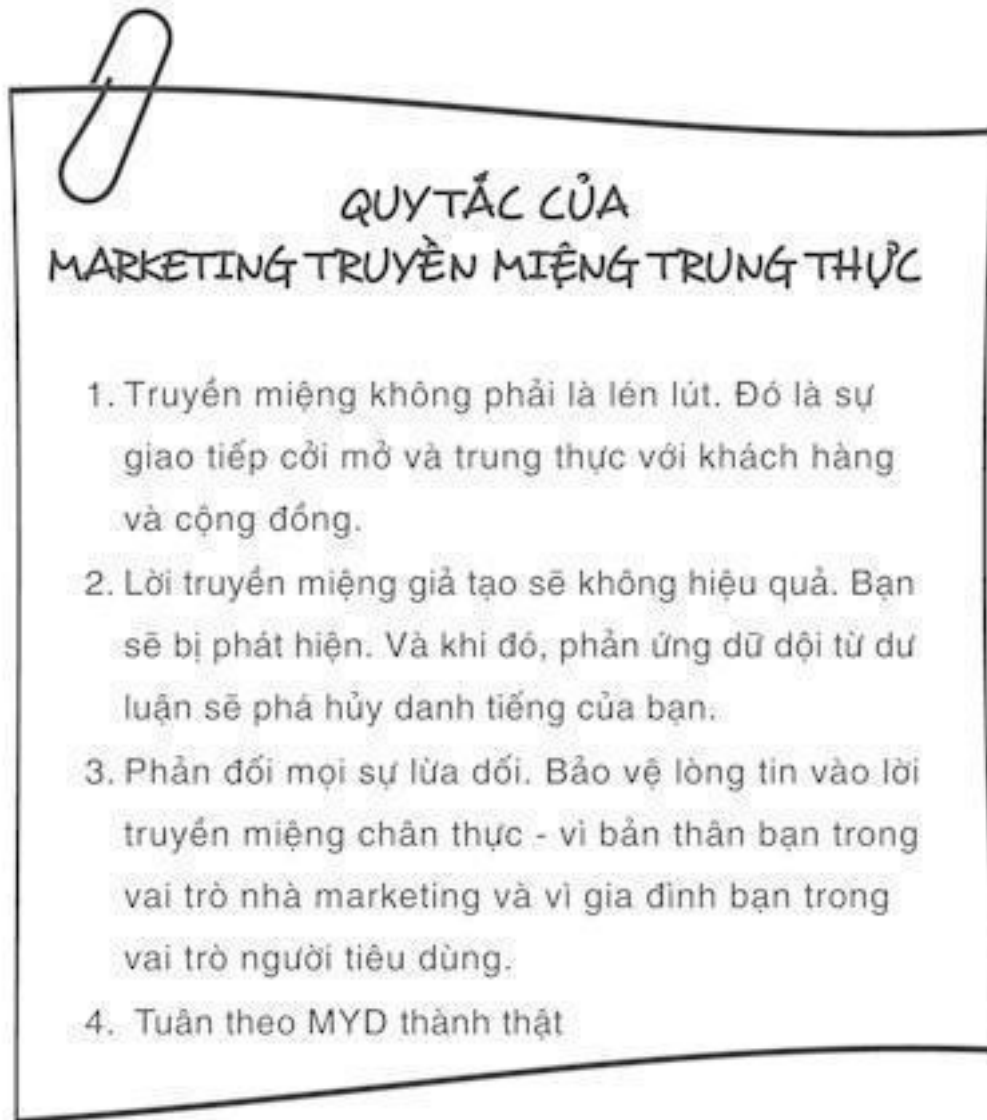 QUY TẮC CỦA
MARKETING TRUYỀN MIỆNG TRUNG THỰC
1. Truyền miệng không phải là lén lút. Đó là sự
giao tiếp cởi mở và trung thực với khách hàng
và cộng đồng.
2. Lời truyền miệng giả tạo sẽ không hiệu quả. Bạn
sẽ bị phát hiện. Và khi đó, phản ứng dữ dội từ dư
luận sẽ phá hủy danh tiếng của bạn.
3. Phản đối mọi sự lừa dối. Bảo vệ lòng tin vào lời
truyền miệng chân thực - vì bản thân bạn trong
vai trò nhà marketing và vì gia đình bạn trong
vai trò người tiêu dùng.
4. Tuân theo MYD thành thật